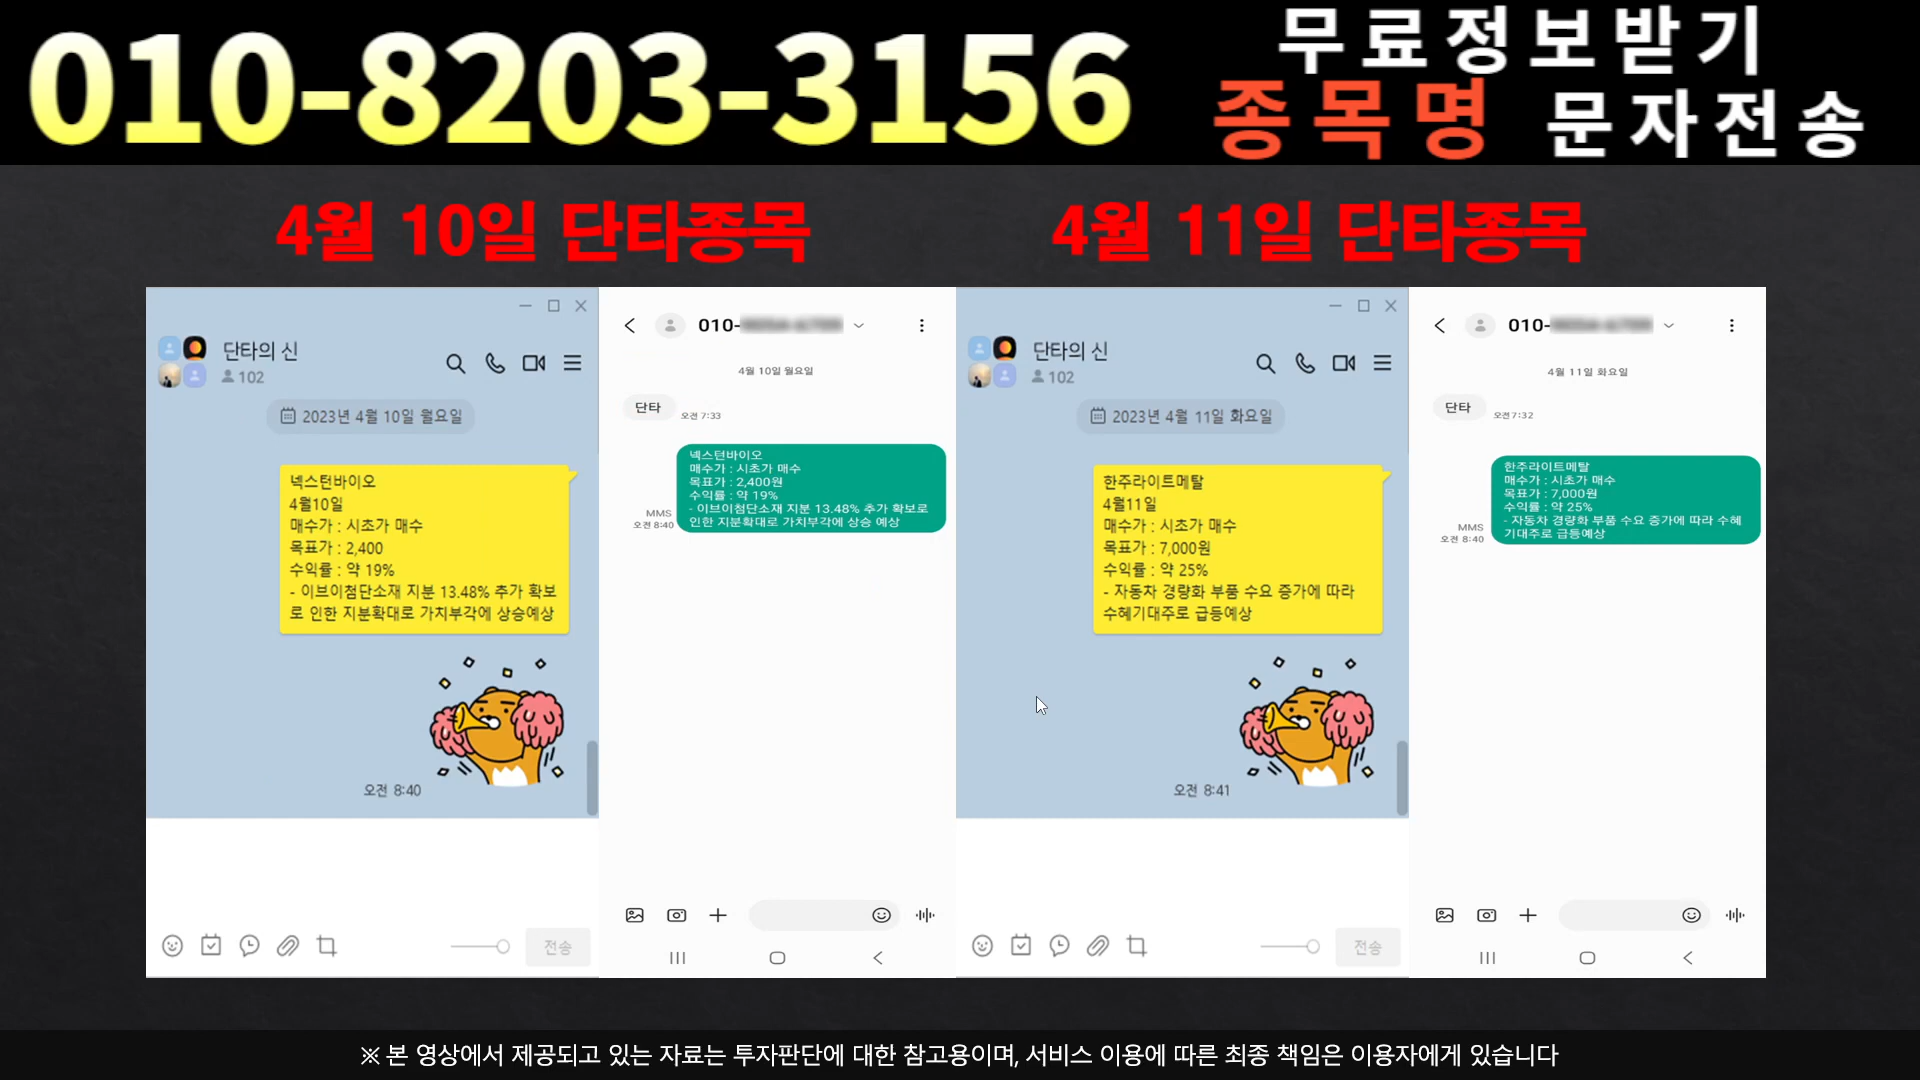 010-8203-3156
무료정보받기
종목명 문자전송
4월 10일 단타종목
4월 11일 단타종목
단타의 신
102
2023년 4월 10일 월요일
넥스턴바이오
4월10일
매수가 : 시초가 매수
목표가 : 2,400
수익률 : 약 19%
- 이브이첨단소재 지분 13.48% 추가 확보
로 인한 지분확대로 가치부각에 상승예상
오전 8:40
전송
010-
4월 10일 월요일
단타
오전 7:33
넥스턴바이오
매수가 : 시초가 매수
목표가 : 2,400원
수익률 : 약 19%
- 이브이첨단소재 지분 13.48% 추가 확보로
인한 지분확대로 가치부각에 상승 예상
MMS
오전 8:40
단타의 신
102
2023년 4월 11일 화요일
한주라이트메탈
4월11일
매수가 : 시초가 매수
목표가 : 7,000원
수익률 : 약 25%
- 자동차 경량화 부품 수요 증가에 따라
수혜기대주로 급등예상
오전 8:41
전송
010-
4월 11일 화요일
단타
오전 7:32
한주라이트메탈
매수가 : 시초가 매수
목표가 : 7,000원
수익률 : 약 25%
- 자동차 경량화 부품 수요 증가에 따라 수혜
기대주로 급등예상
MMS
오전 8:40
※ 본 영상에서 제공되고 있는 자료는 투자판단에 대한 참고용이며, 서비스 이용에 따른 최종 책임은 이용자에게 있습니다